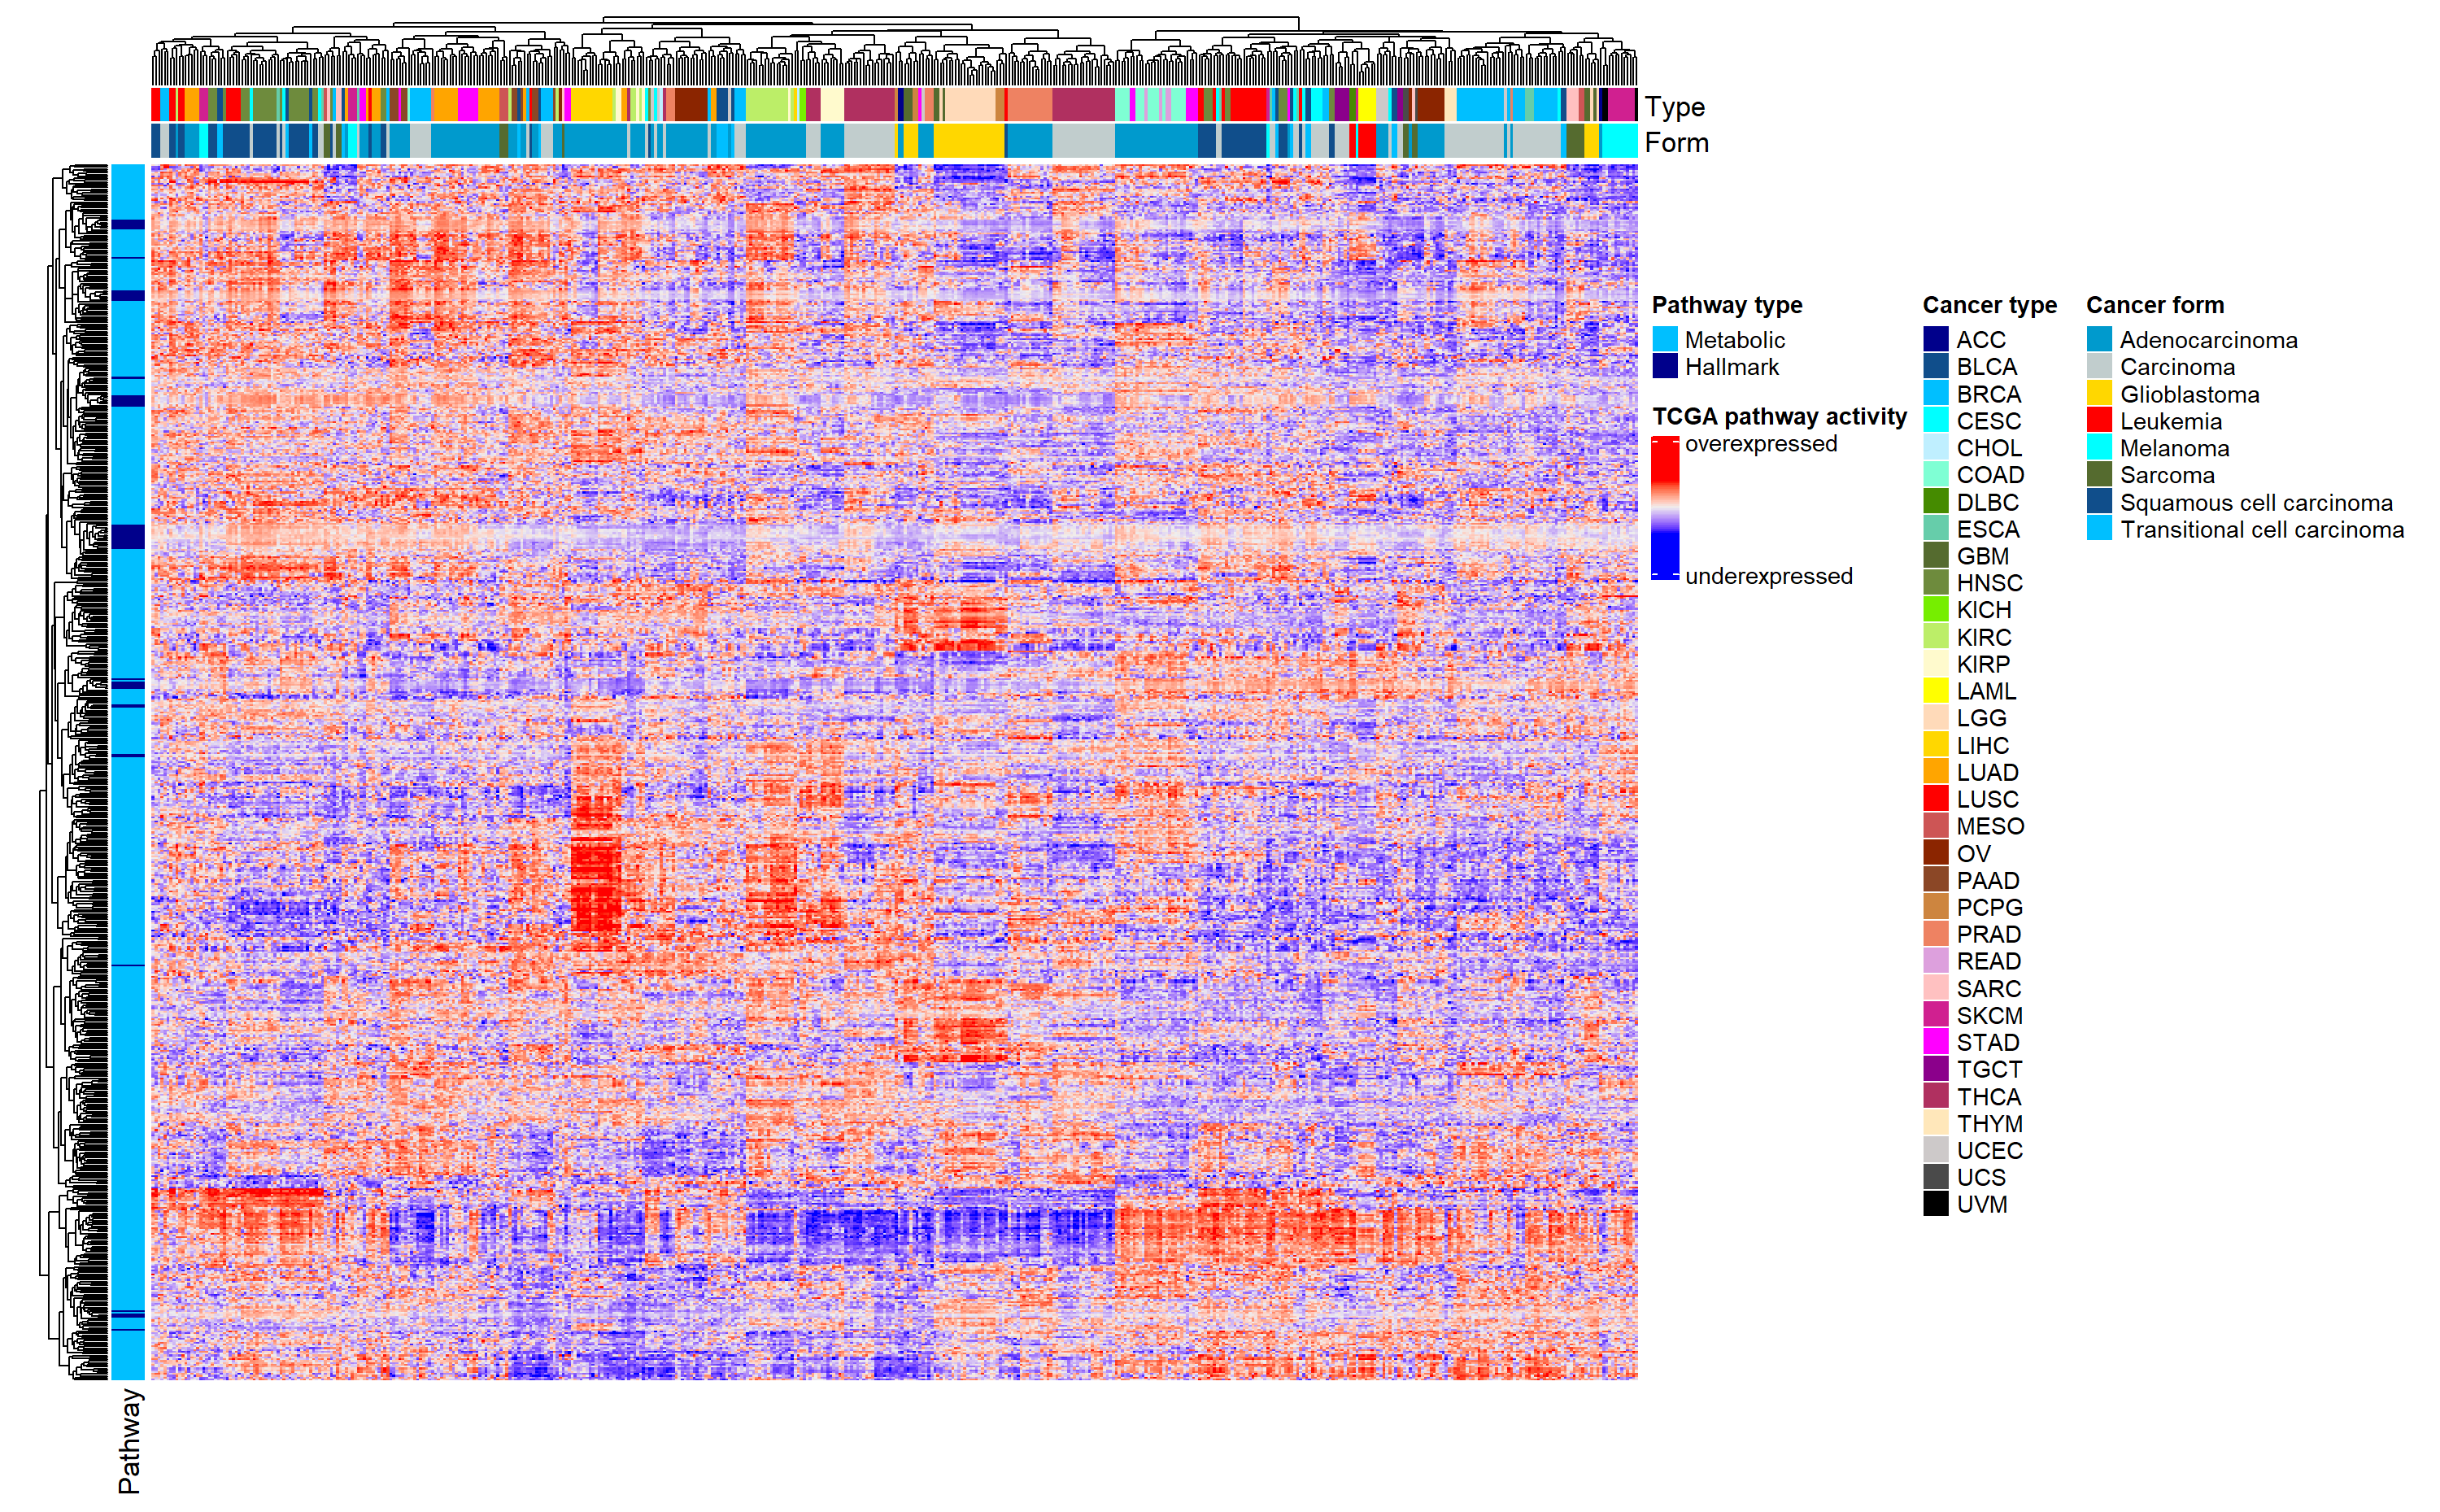 Type
Form
Pathway type
Metabolic
Hallmark
TCGA pathway activity
overexpressed
underexpressed
Cancer type
ACC
BLCA
BRCA
CESC
CHOL
COAD
DLBC
ESCA
GBM
HNSC
KICH
KIRC
KIRP
LAML
LGG
LIHC
LUAD
LUSC
MESO
OV
PAAD
PCPG
PRAD
READ
SARC
SKCM
STAD
TGCT
THCA
THYM
UCEC
UCS
UVM
Cancer form
Adenocarcinoma
Carcinoma
Glioblastoma
Leukemia
Melanoma
Sarcoma
Squamous cell carcinoma
Transitional cell carcinoma
Pathway